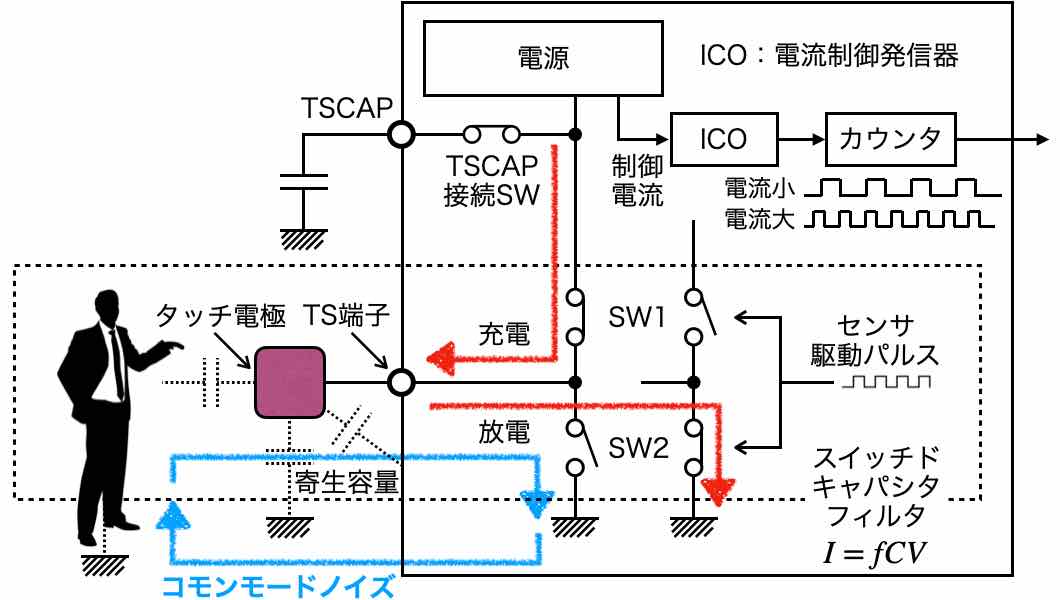 電源
ICO：電流制御発信器
TSCAP
TSCAP
接続SW
制御
電流
ICO
カウンタ
電流小
電流大
タッチ電極
TS端子
充電
SW1
センサ
駆動パルス
放電
SW2
寄生容量
スイッチド
キャパシタ
フィルタ
I = fCV
コモンモードノイズ